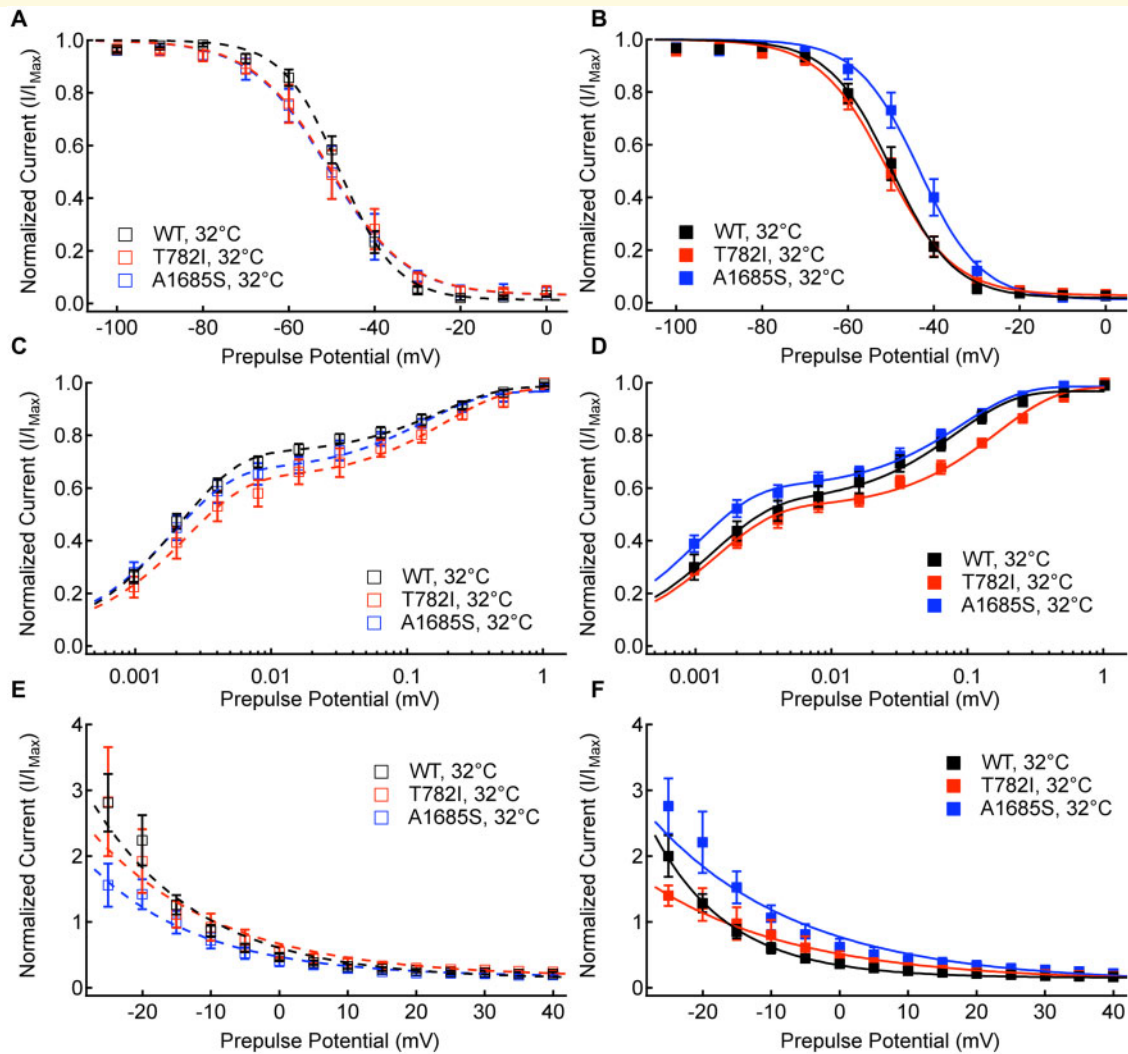 A
B
Normalized Current (I/I_Max)
1.0
0.8
0.6
0.4
0.2
0.0
WT, 32°C
T782I, 32°C
A1685S, 32°C
-100 -80 -60 -40 -20 0
Prepulse Potential (mV)
Normalized Current (I/I_Max)
1.0
0.8
0.6
0.4
0.2
0.0
WT, 32°C
T782I, 32°C
A1685S, 32°C
-100 -80 -60 -40 -20 0
Prepulse Potential (mV)
C
D
Normalized Current (I/I_Max)
1.0
0.8
0.6
0.4
0.2
0.0
WT, 32°C
T782I, 32°C
A1685S, 32°C
0.001 0.01 0.1 1
Prepulse Potential (mV)
Normalized Current (I/I_Max)
1.0
0.8
0.6
0.4
0.2
0.0
WT, 32°C
T782I, 32°C
A1685S, 32°C
0.001 0.01 0.1 1
Prepulse Potential (mV)
E
F
Normalized Current (I/I_Max)
4
3
2
1
0
WT, 32°C
T782I, 32°C
A1685S, 32°C
-20 -10 0 10 20 30 40
Prepulse Potential (mV)
Normalized Current (I/I_Max)
4
3
2
1
0
WT, 32°C
T782I, 32°C
A1685S, 32°C
-20 -10 0 10 20 30 40
Prepulse Potential (mV)